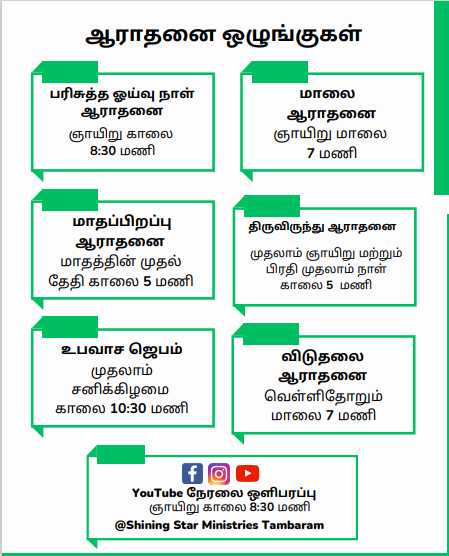 ஆராதனை ஒழுங்குகள்
பரிசுத்த ஓய்வு நாள்
ஆராதனை
ஞாயிறு காலை
8:30 மணி
மாலை
ஆராதனை
ஞாயிறு மாலை
7 மணி
மாதப்பிறப்பு
ஆராதனை
மாதத்தின் முதல்
தேதி காலை 5 மணி
திருவிருந்து ஆராதனை
முதலாம் ஞாயிறு மற்றும்
பிரதி முதலாம் நாள்
காலை 5 மணி
உபவாச ஜெபம்
முதலாம்
சனிக்கிழமை
காலை 10:30 மணி
விடுதலை
ஆராதனை
வெள்ளிதோறும்
மாலை 7 மணி
YouTube நேரலை ஒளிபரப்பு
ஞாயிறு காலை 8:30 மணி
@Shining Star Ministries Tambaram